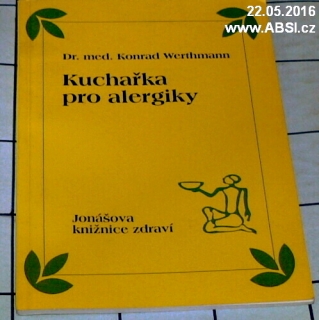 22.05.2016
www.ABSI.cz
Dr. med. Konrad Werthmann
Kuchařka
pro alergiky
Jonášova
knižnice zdraví